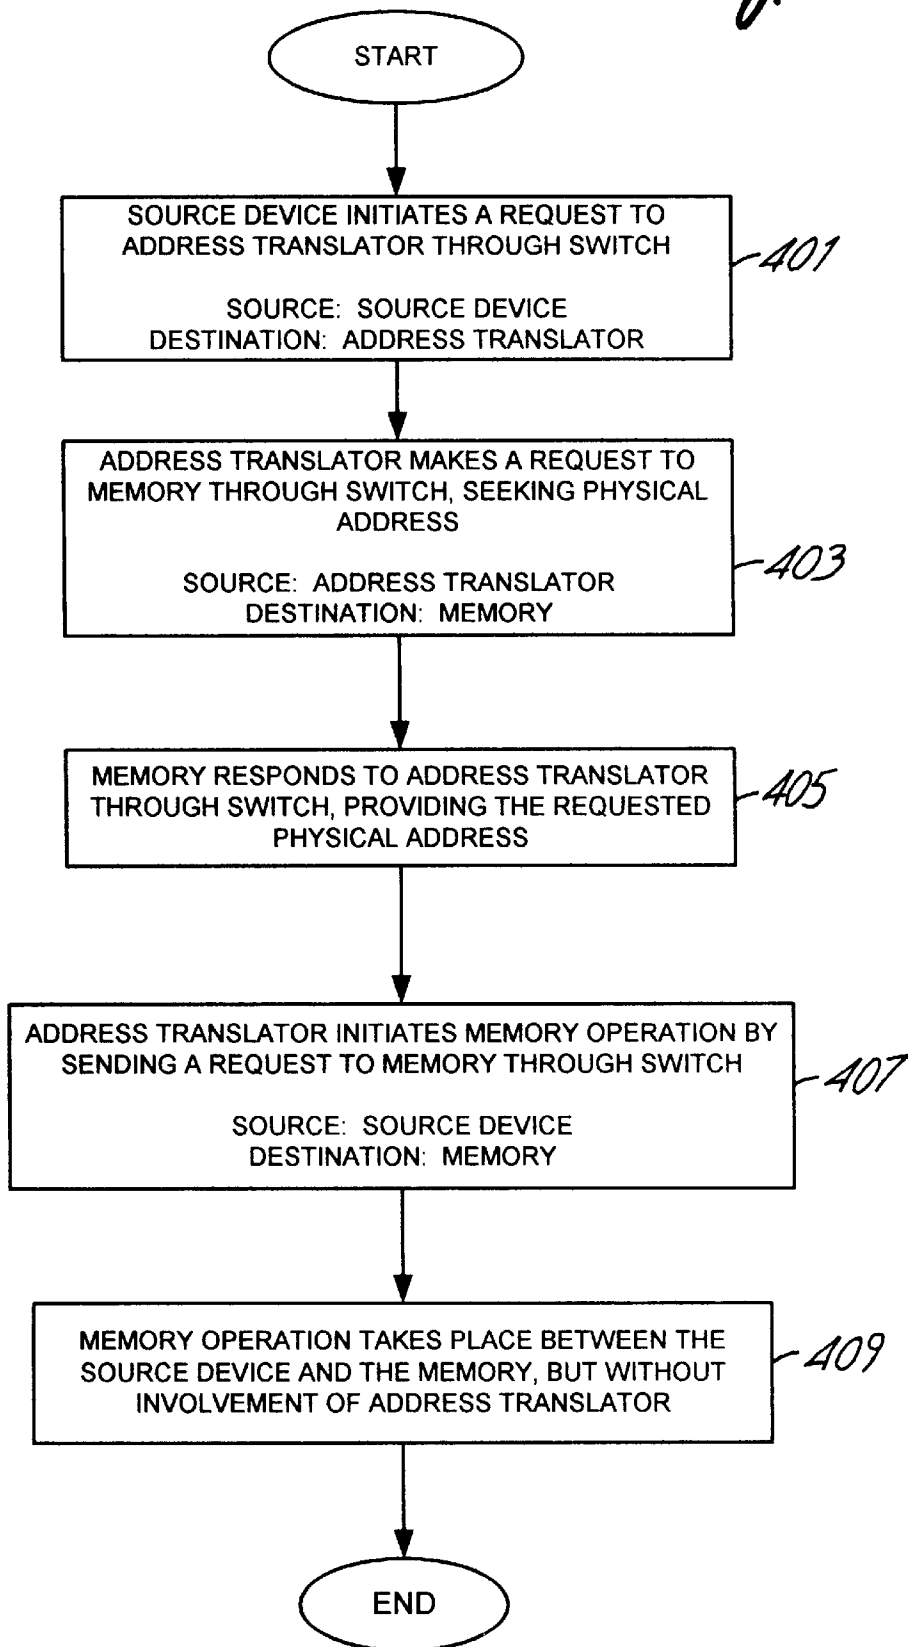 START
SOURCE DEVICE INITIATES A REQUEST TO
ADDRESS TRANSLATOR THROUGH SWITCH
SOURCE: SOURCE DEVICE
DESTINATION: ADDRESS TRANSLATOR
401
ADDRESS TRANSLATOR MAKES A REQUEST TO
MEMORY THROUGH SWITCH, SEEKING PHYSICAL
ADDRESS
SOURCE: ADDRESS TRANSLATOR
DESTINATION: MEMORY
403
MEMORY RESPONDS TO ADDRESS TRANSLATOR
THROUGH SWITCH, PROVIDING THE REQUESTED
PHYSICAL ADDRESS
405
ADDRESS TRANSLATOR INITIATES MEMORY OPERATION BY
SENDING A REQUEST TO MEMORY THROUGH SWITCH
SOURCE: SOURCE DEVICE
DESTINATION: MEMORY
407
MEMORY OPERATION TAKES PLACE BETWEEN THE
SOURCE DEVICE AND THE MEMORY, BUT WITHOUT
INVOLVEMENT OF ADDRESS TRANSLATOR
409
END